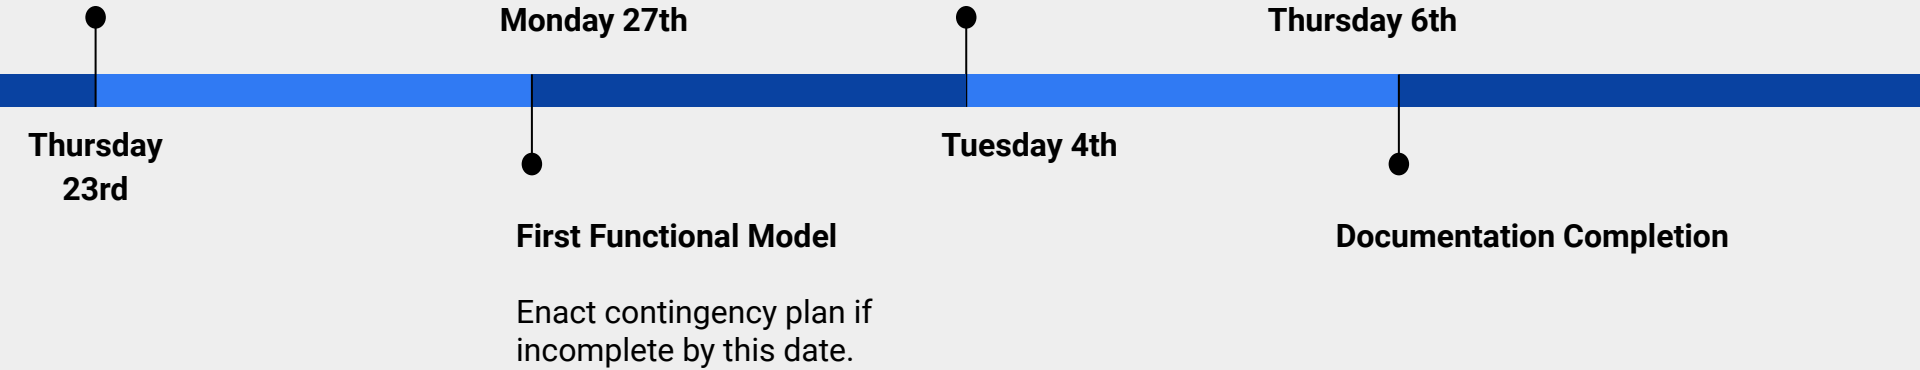 Monday 27th
Thursday 6th
Thursday
23rd
Tuesday 4th
First Functional Model
Enact contingency plan if
incomplete by this date.
Documentation Completion